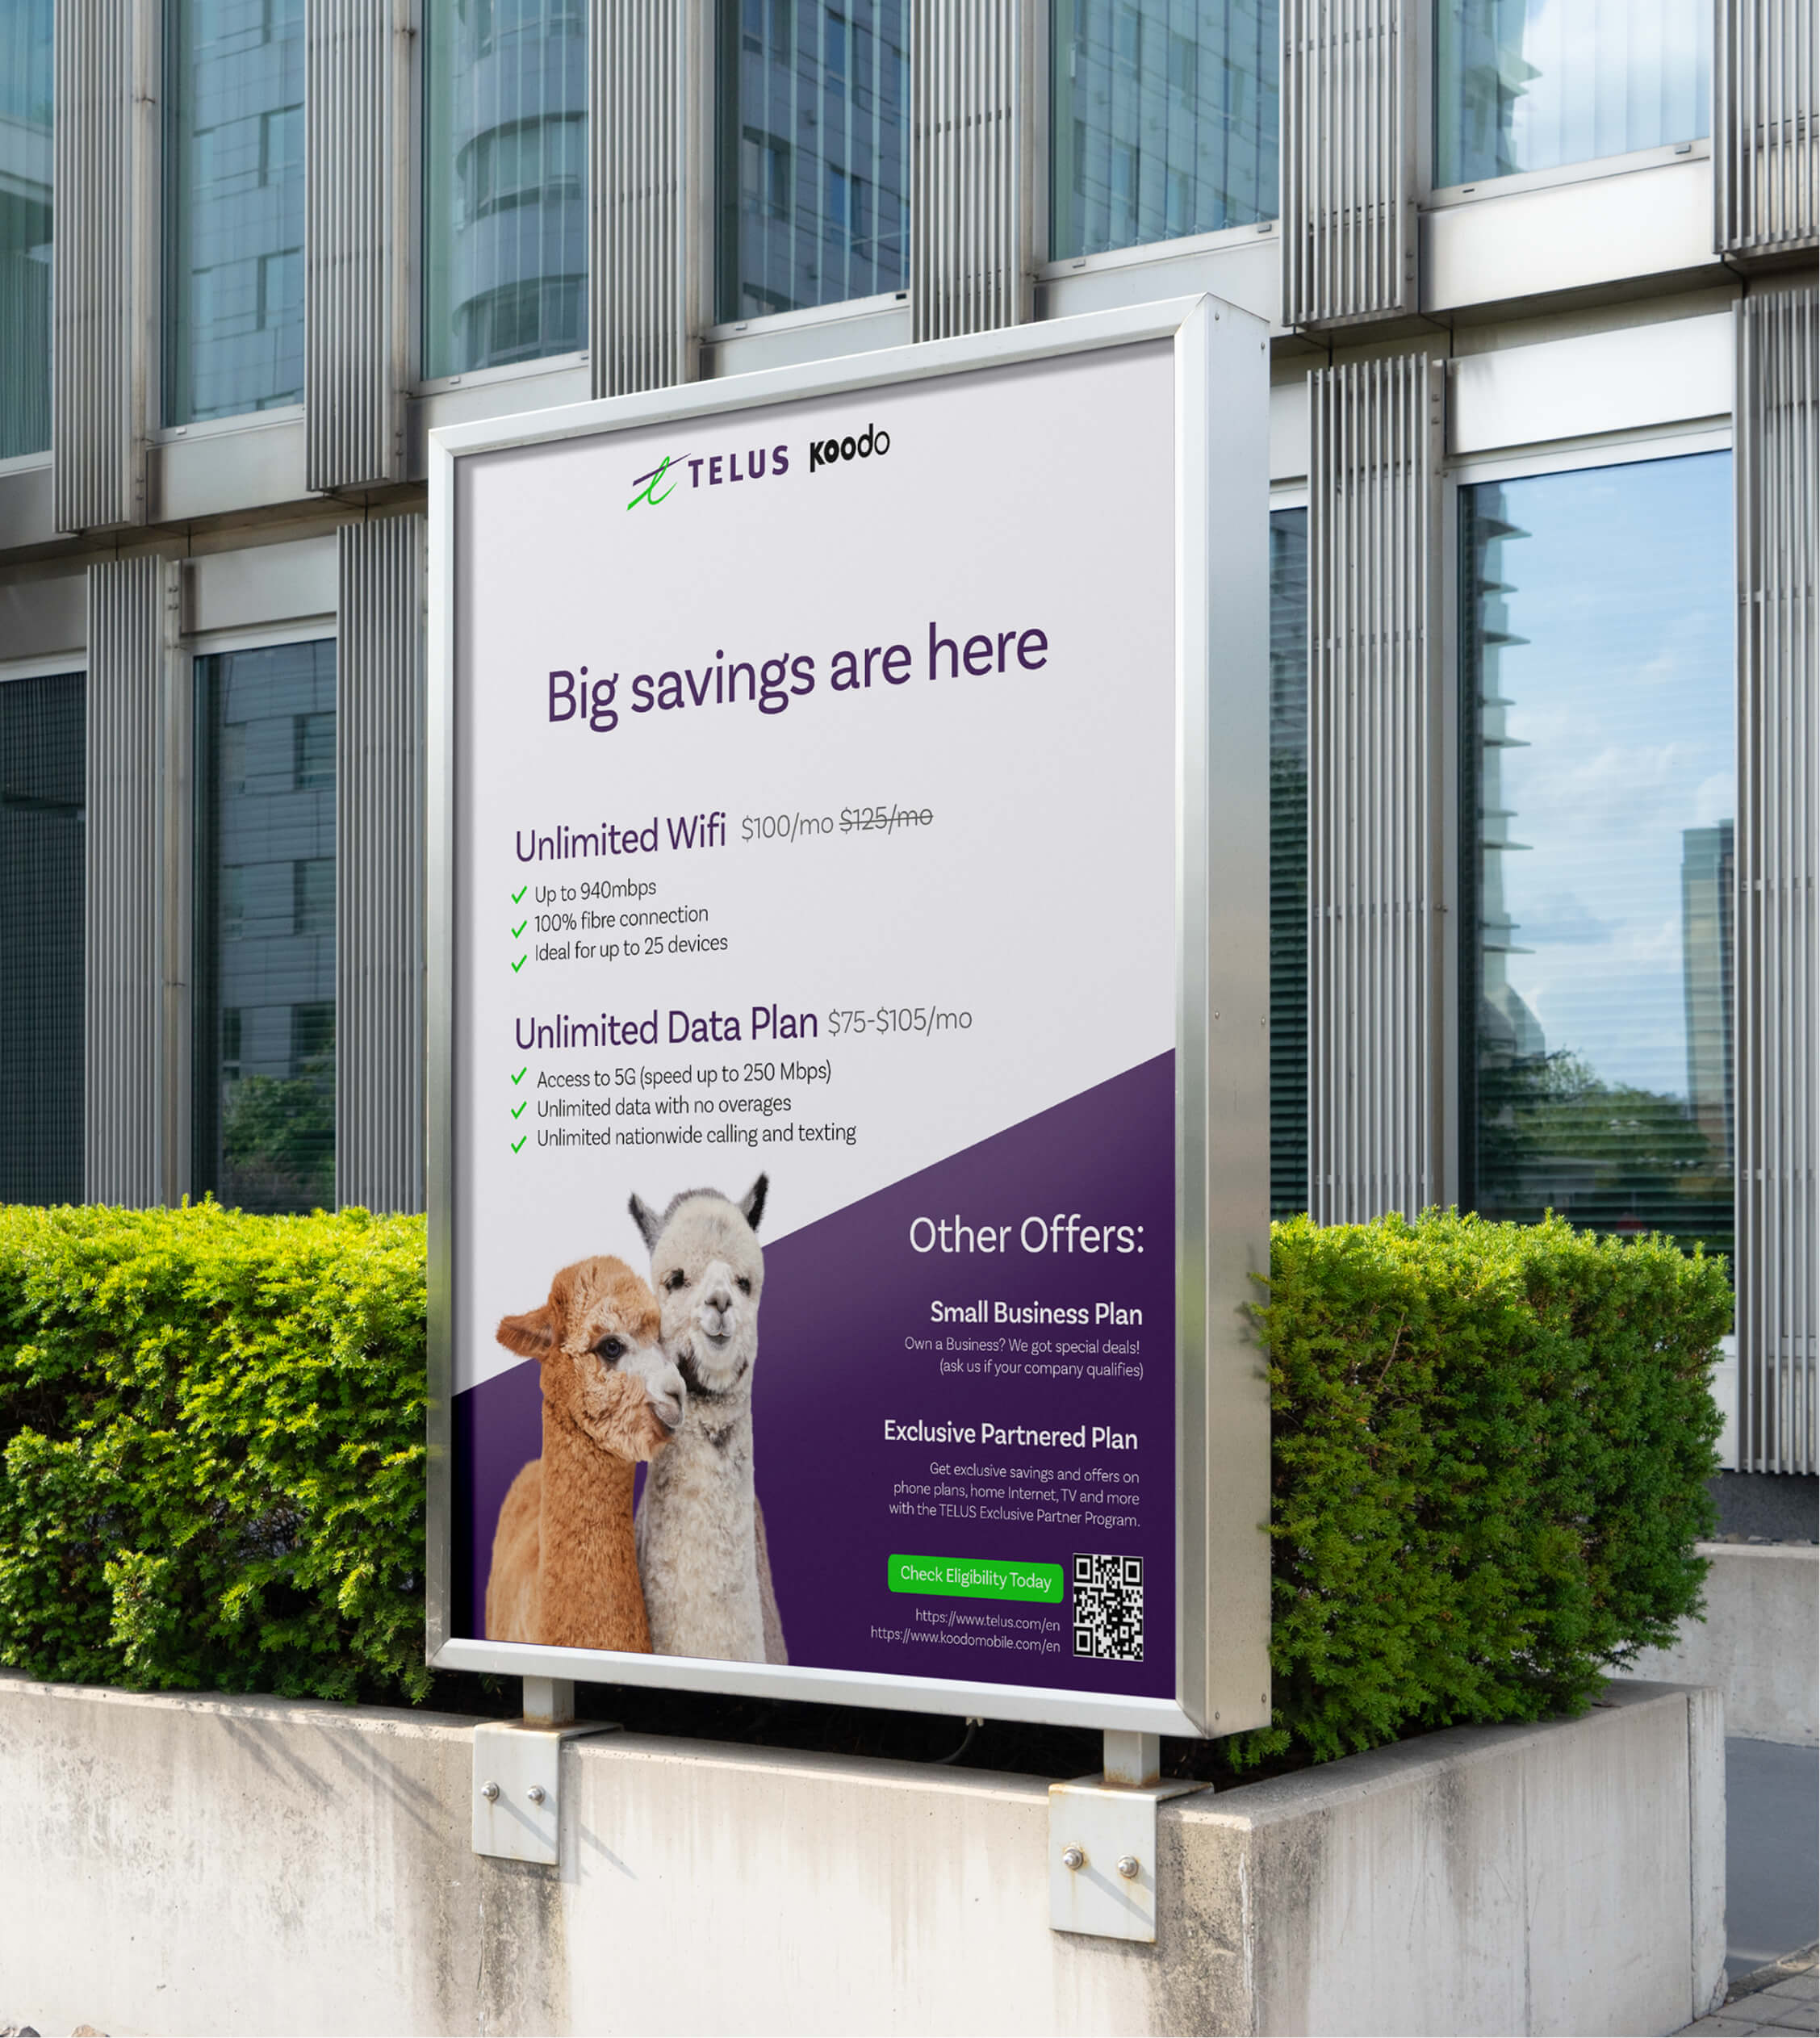 TELUS koodo
Big savings are here
Unlimited Wifi $100/mo $125/mo
Up to 940mbps
100% fibre connection
Ideal for up to 25 devices
Unlimited Data Plan $75-$105/mo
Access to 5G (speed up to 250 Mbps)
Unlimited data with no overages
Unlimited nationwide calling and texting
Other Offers:
Small Business Plan
Own a Business? We got special deals!
(ask us if your company qualifies)
Exclusive Partnered Plan
Get exclusive savings and offers on
phone plans, home Internet, TV and more
with the TELUS Exclusive Partner Program.
Check Eligibility Today
https://www.telus.com/en
https://www.koodomobile.com/en